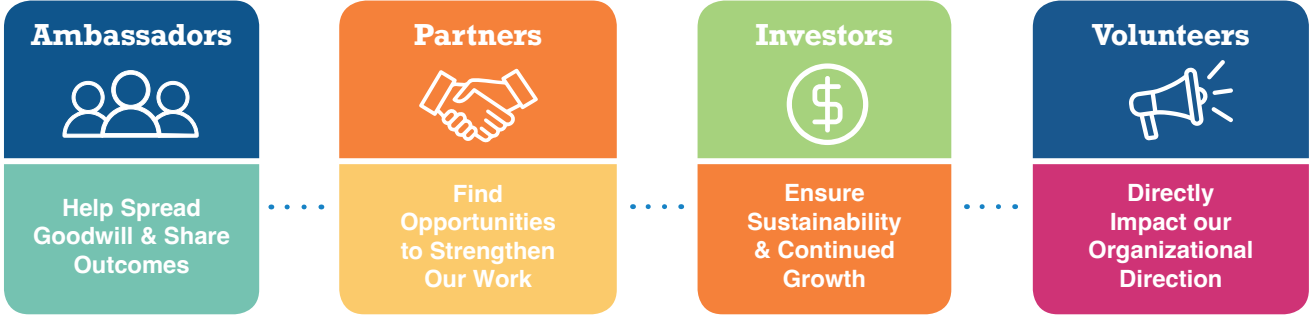 Ambassadors
Help Spread
Goodwill & Share
Outcomes
Partners
Find
Opportunities
to Strengthen
Our Work
Investors
$
Ensure
Sustainability
& Continued
Growth
Volunteers
Directly
Impact our
Organizational
Direction